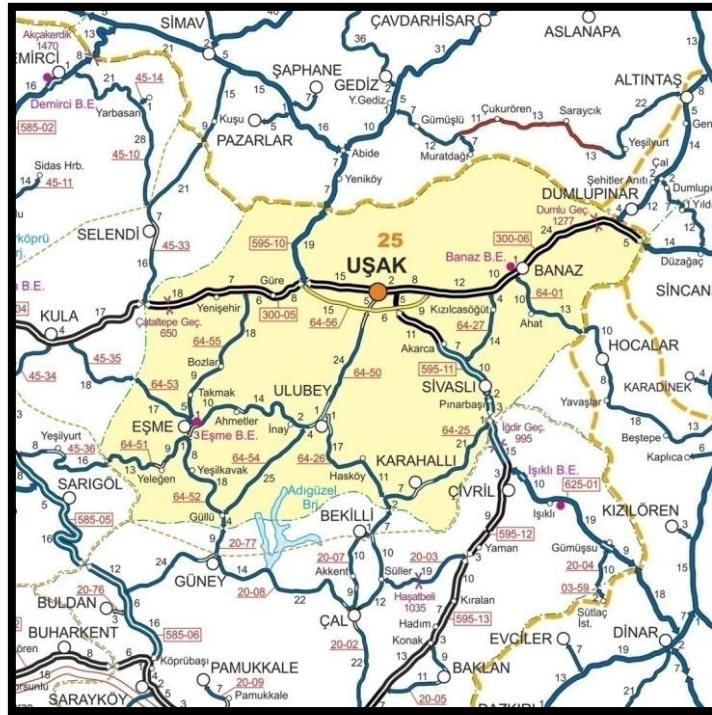 SİMAV
ÇAVDARHİSAR
ASLANAPA
Akçakerdik
1470
EMİRCİ
Demirci B.E.
585-02
45-14
Yarbasan
ŞAPHANE
GEDİZ
Y.Gediz
ALTINTAŞ
Gen
Kuşu
PAZARLAR
Gümüşlü
Çukurören
Saraycık
Muratdağı
Yeşilyurt
Abide
Yeniköy
45-10
Sidas Hrb.
45-11
Şehitler Anıtı
Çal
DUMLUPINAR
Dumlupı
Yıldı
Dumlu Geç.
1277
Düzağaç
SELENDİ
45-33
595-10
25
UŞAK
300-06
Banaz B.E.
BANAZ
SİNCANI
KULA
Çataltepe Geç.
650
Yenişehir
Güre
300-05
64-56
Kızılcasöğüt
64-27
64-01
Ahat
HOCALAR
KARADİNEK
Akarca
595-11
SİVASLI
Pınarbaşı
Yavaşlar
45-35
45-34
64-55
Bozlar
64-53
Takmak
64-50
ULUBEY
EŞME
Eşme B.E.
Ahmetler
İnay
64-25
İğdir Geç.
995
Beştepe
Kaplıca
Yeşilyurt
45-36
64-51
Yeleğen
Yeşilkavak
64-54
64-26
Hasköy
KARAHALLI
Işıklı B.E.
625-01
SARIGÖL
64-52
Güllü
Adıgüzel
Brj.
BEKİLLİ
ÇİVRİL
Işıklı
KIZILÖREN
585-05
20-77
595-12
Yaman
Gümüşsu
GÜNEY
20-07
Akkent
20-03
Süller
Haşatbeli
1035
20-04
03-59
Sütlaç
İst.
20-76
BULDAN
20-08
ÇAL
Kıralan
Hadım
595-13
EVCİLER
DİNAR
BUHARKENT
585-06
Köprübaşı
20-02
Konak
BAKLAN
PAMUKKALE
20-09
Pamukkale
SARAYKÖY
20-05